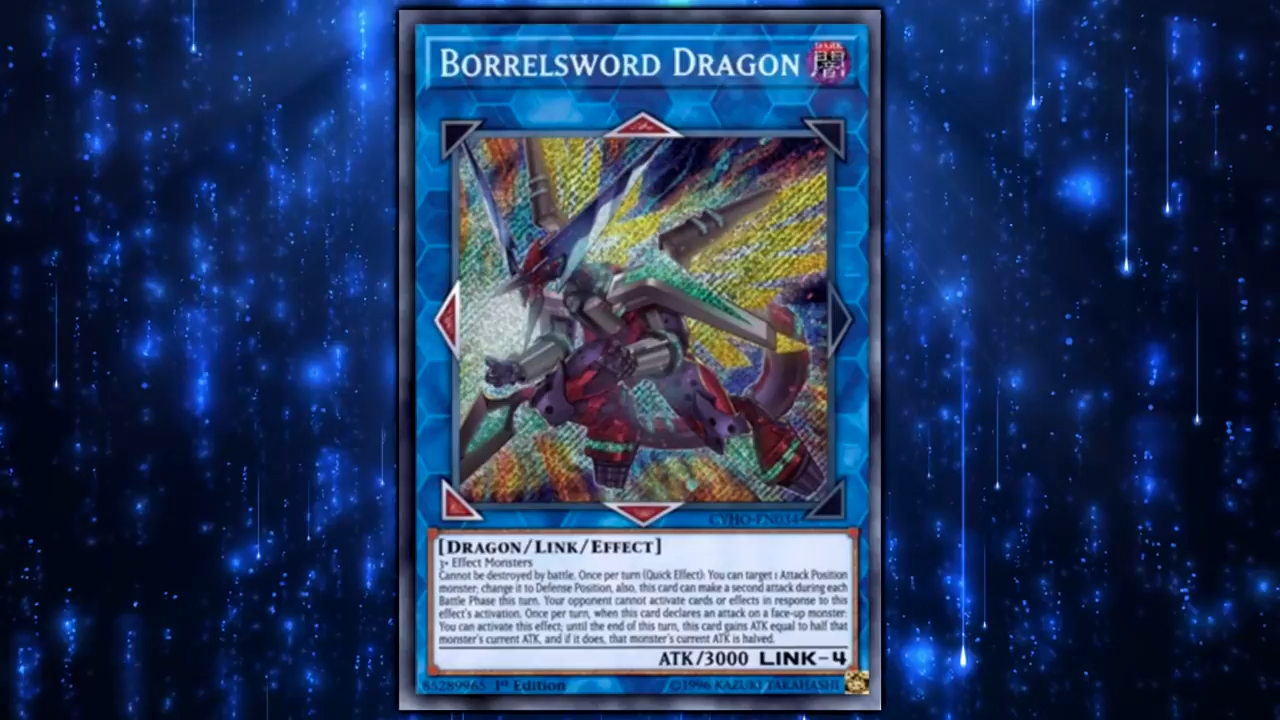 BORRELSWORD DRAGON
DARK
闇
CYHO-EN034
[DRAGON/LINK/EFFECT]
3+ Effect Monsters
Cannot be destroyed by battle. Once per turn (Quick Effect): You can target 1 Attack Position
monster; change it to Defense Position, also, this card can make a second attack during each
Battle Phase this turn. Your opponent cannot activate cards or effects in response to this
effect's activation. Once per turn, when this card declares an attack on a face-up monster:
You can activate this effect; until the end of this turn, this card gains ATK equal to half that
monster's current ATK, and if it does, that monster's current ATK is halved.
ATK/3000 LINK-4
85289965 1st Edition ©1996 KAZUKI TAKAHASHI